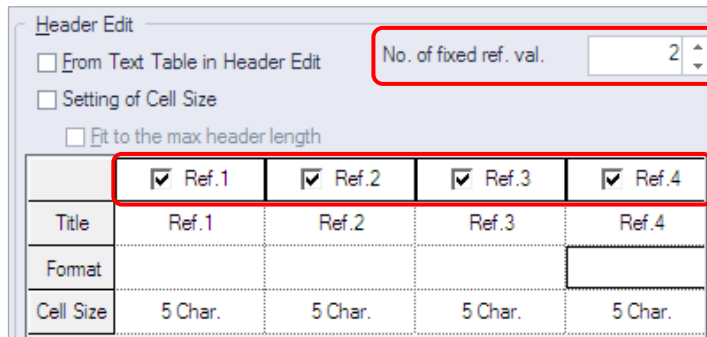 Header Edit
From Text Table in Header Edit
No. of fixed ref. val. 2
Setting of Cell Size
Fit to the max header length
Ref.1 Ref.2 Ref.3 Ref.4
Title Ref.1 Ref.2 Ref.3 Ref.4
Format
Cell Size 5 Char. 5 Char. 5 Char. 5 Char.